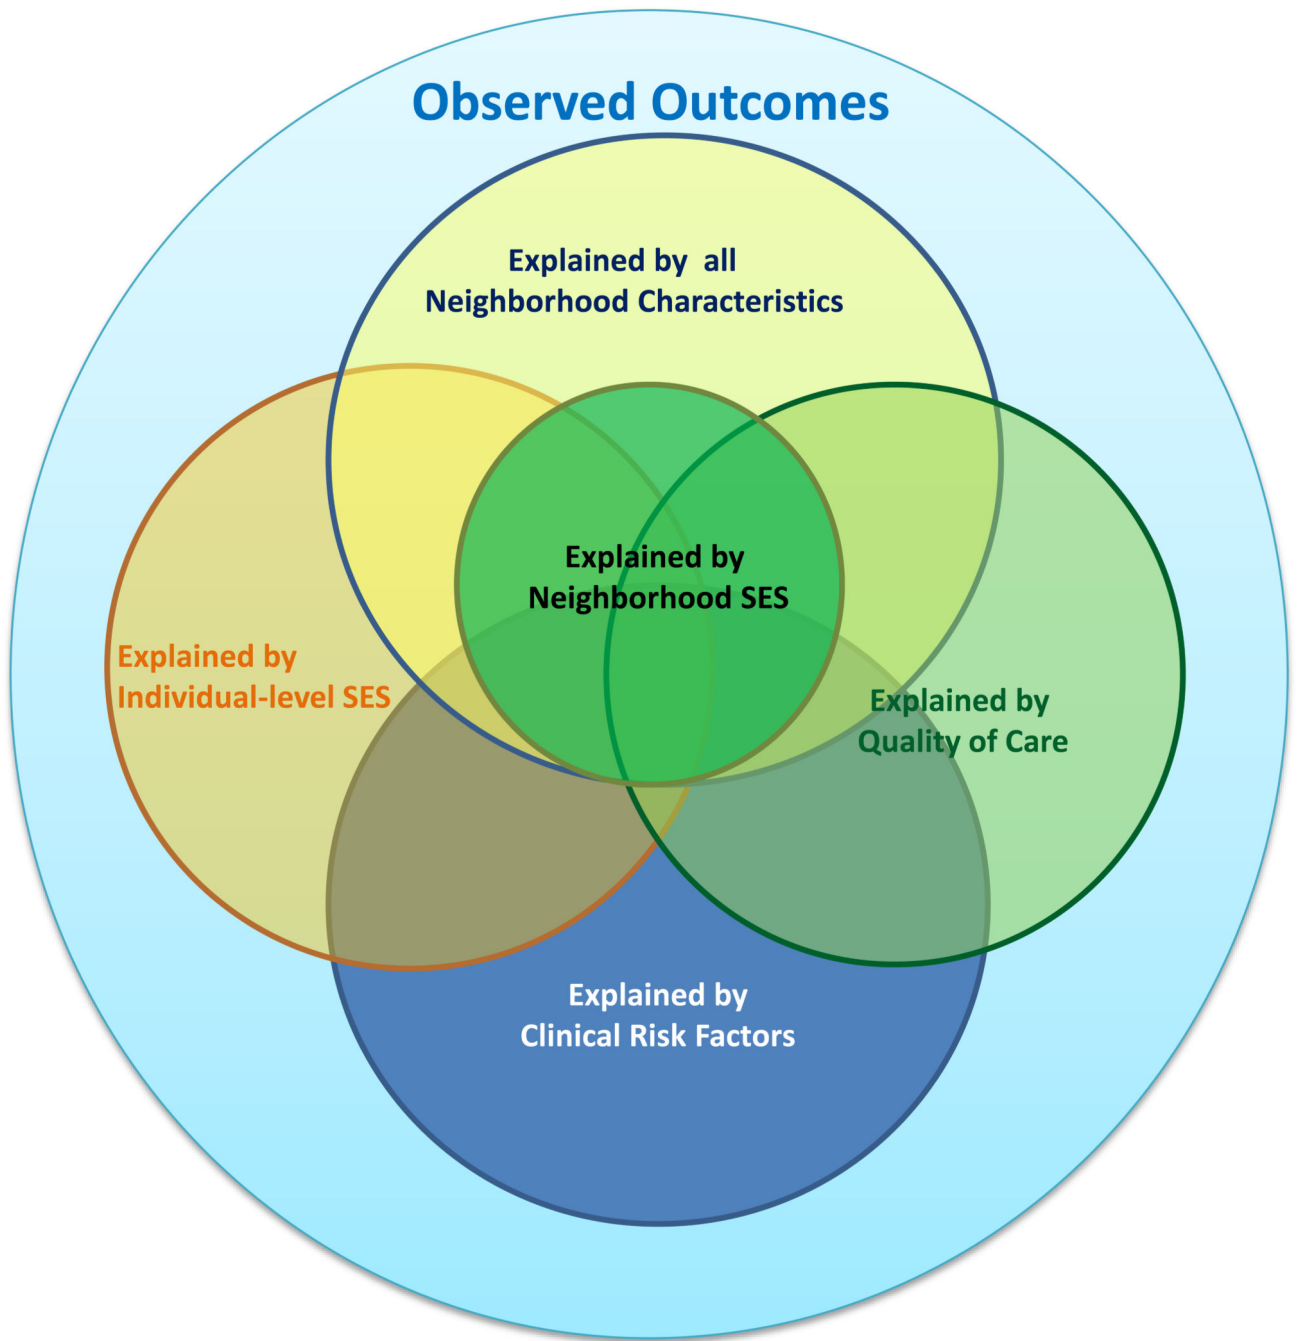 Observed Outcomes
Explained by all
Neighborhood Characteristics
Explained by
Neighborhood SES
Explained by
Individual-level SES
Explained by
Quality of Care
Explained by
Clinical Risk Factors